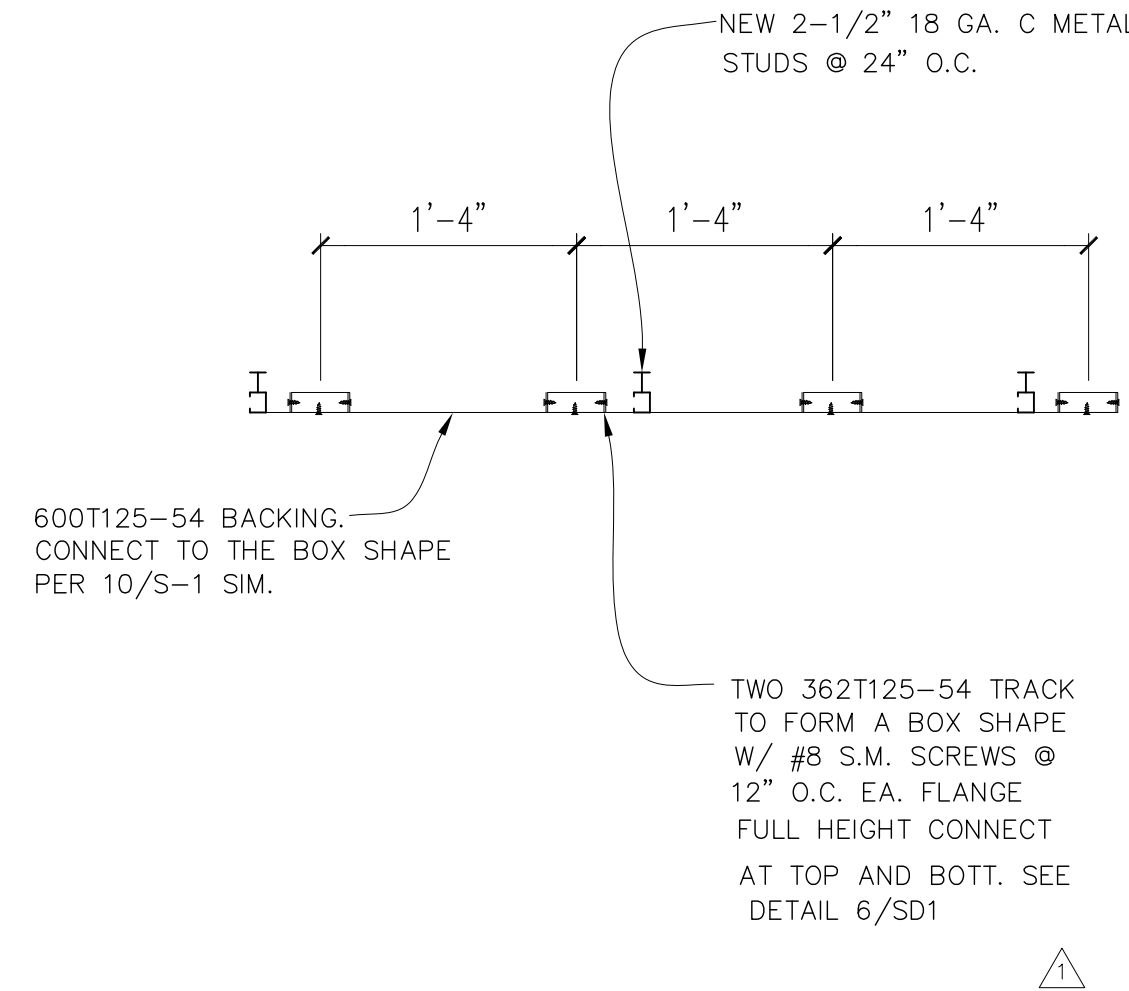 NEW 2-1/2" 18 GA. C METAL
STUDS @ 24" O.C.
1'-4" 1'-4" 1'-4"
600T125-54 BACKING.
CONNECT TO THE BOX SHAPE
PER 10/S-1 SIM.
TWO 362T125-54 TRACK
TO FORM A BOX SHAPE
W/ #8 S.M. SCREWS @
12" O.C. EA. FLANGE
FULL HEIGHT CONNECT
AT TOP AND BOTT. SEE
DETAIL 6/SD1
1